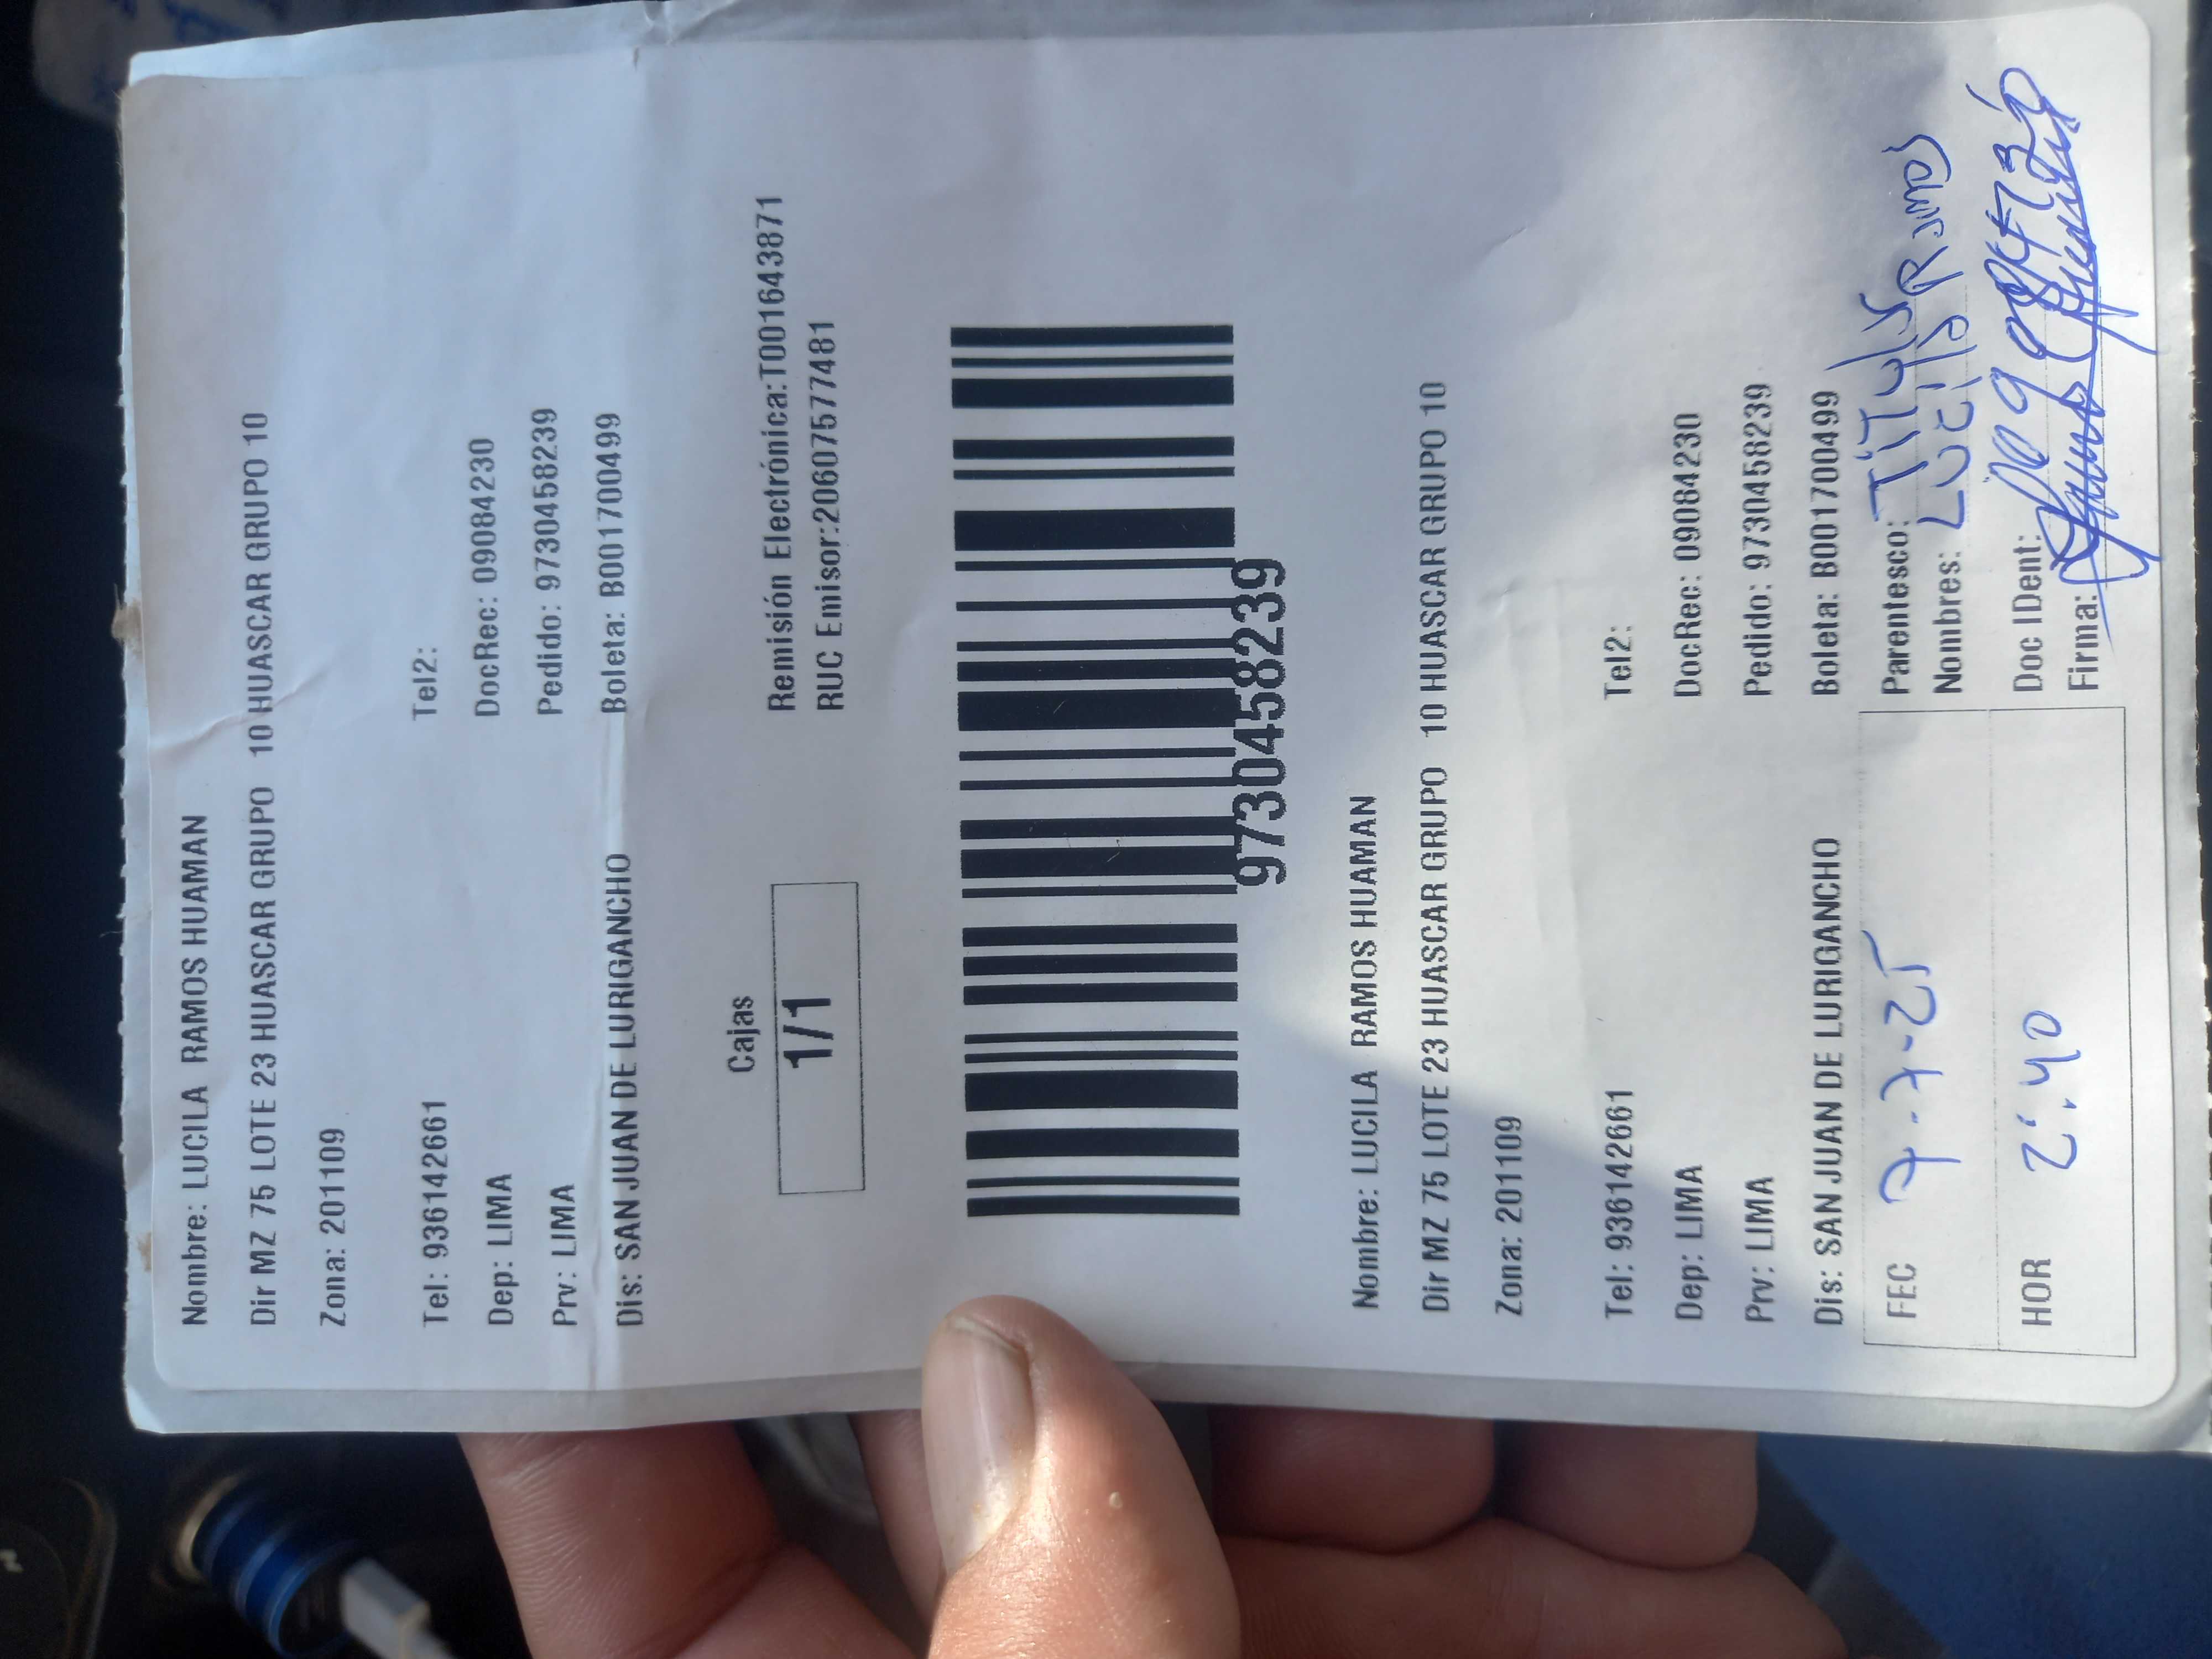 Nombre: LUCILA RAMOS HUAMAN
Dir MZ 75 LOTE 23 HUASCAR GRUPO 10 HUASCAR GRUPO 10
Zona: 201109
Tel: 936142661 Tel2:
Dep: LIMA DocRec: 09084230
Prv: LIMA Pedido: 9730458239
Dis: SAN JUAN DE LURIGANCHO Boleta: B001700499
Cajas
1/1
Remisión Electrónica:T001643871
RUC Emisor:20607577481
9730458239
Nombre: LUCILA RAMOS HUAMAN
Dir MZ 75 LOTE 23 HUASCAR GRUPO 10 HUASCAR GRUPO 10
Zona: 201109
Tel: 936142661 Tel2:
Dep: LIMA DocRec: 09084230
Prv: LIMA Pedido: 9730458239
Dis: SAN JUAN DE LURIGANCHO Boleta: B001700499
FEC 7-7-25 Parentesco: Titular
Nombres: Lucila Ramos
HOR 2:40 Doc IDent:
Firma: